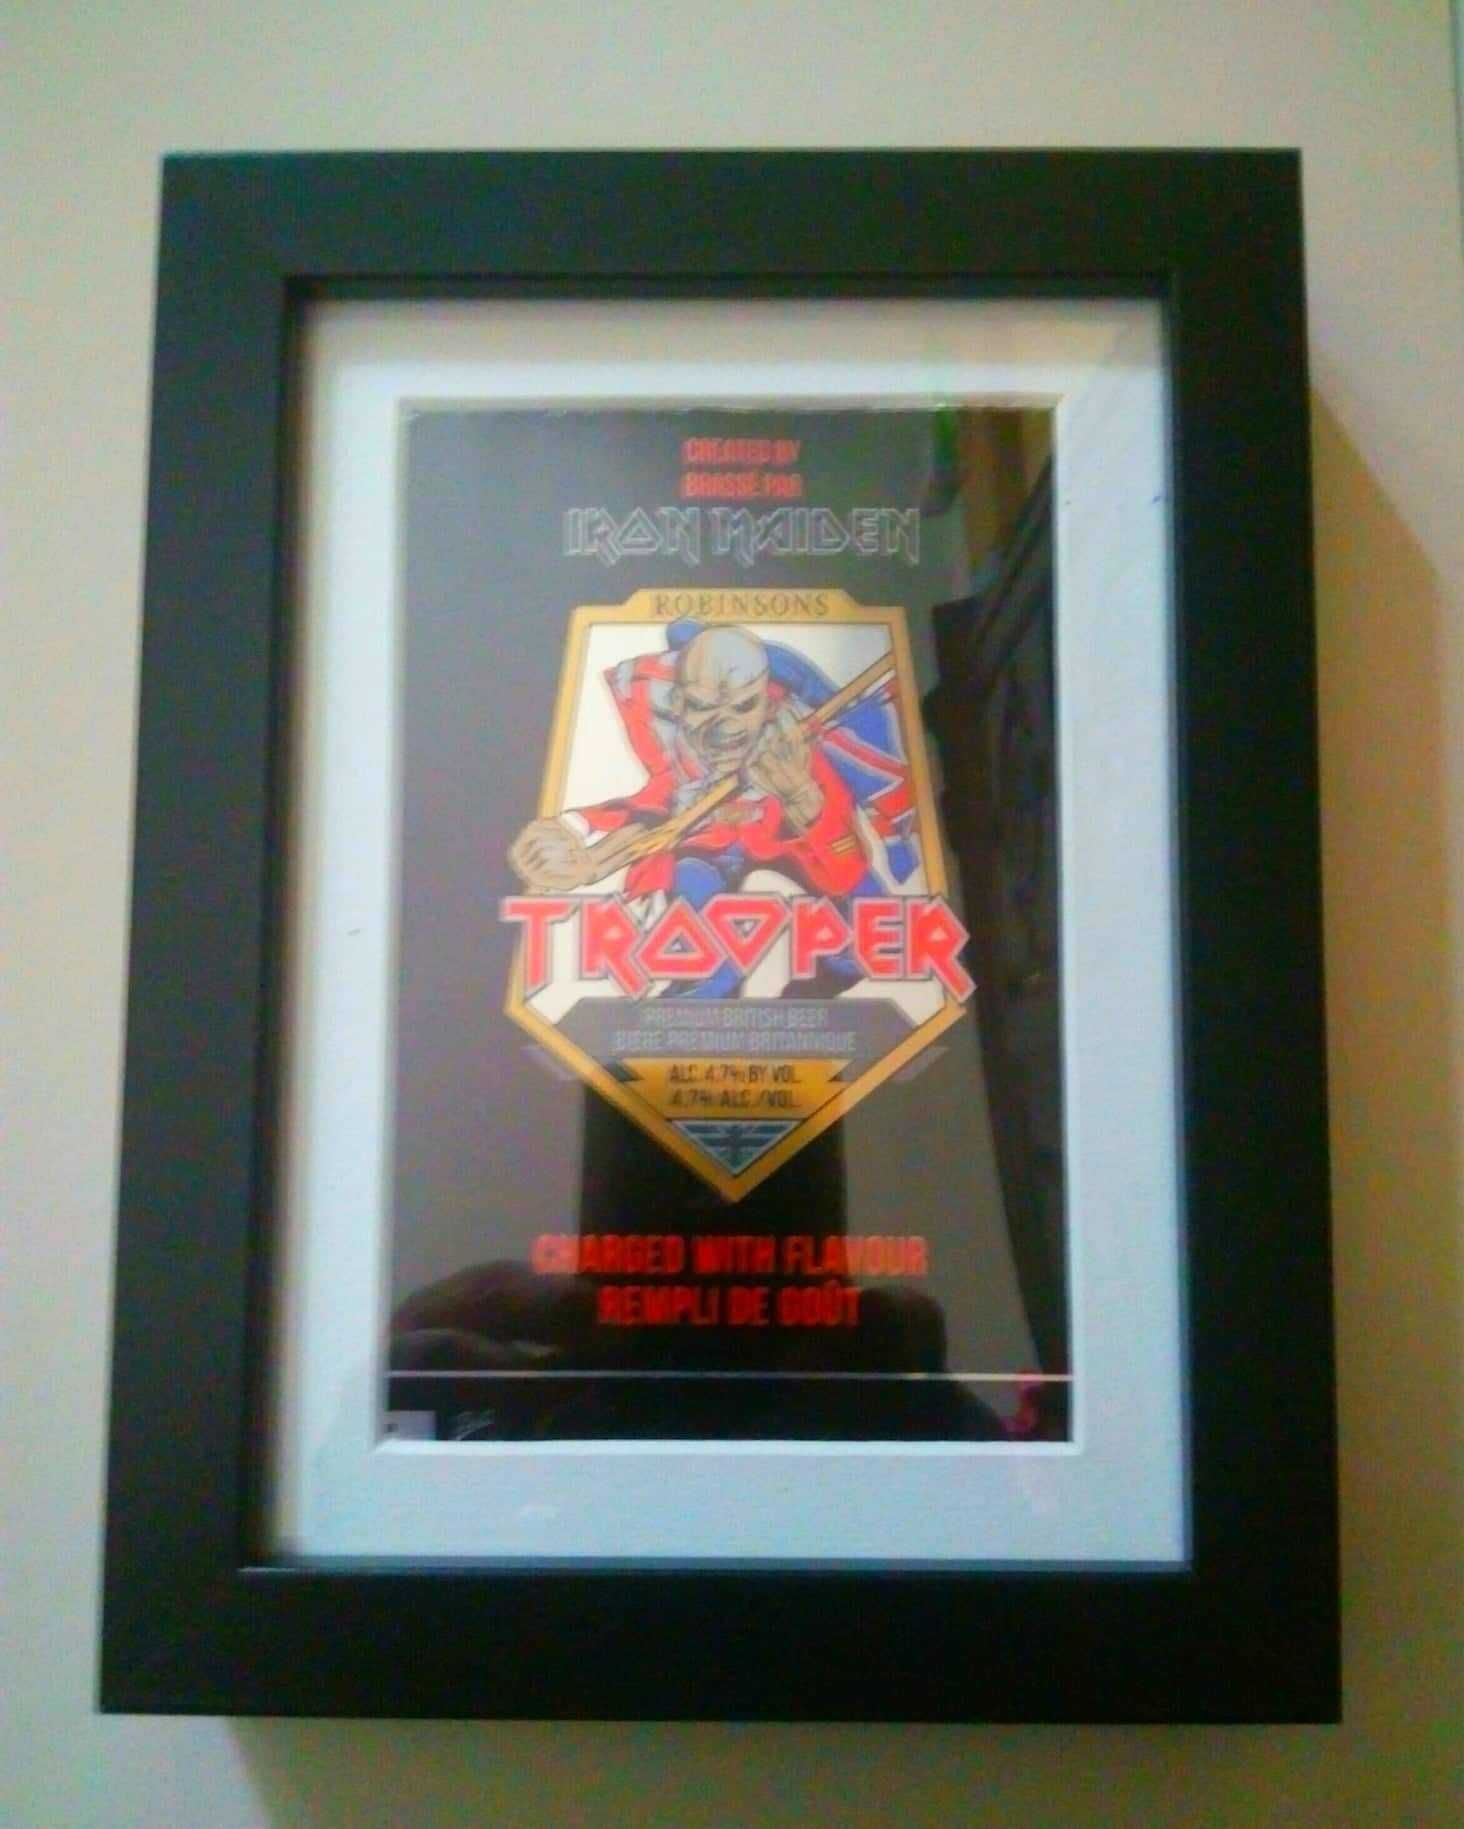 CREATED BY
BRASSÉ PAR
IRON MAIDEN
ROBINSONS
TROOPER
PREMIUM BRITISH BEER
BIÈRE PREMIUM BRITANNIQUE
ALC. 4.7% BY VOL.
4.7% ALC./VOL.
CHARGED WITH FLAVOUR
REMPLI DE GOÛT